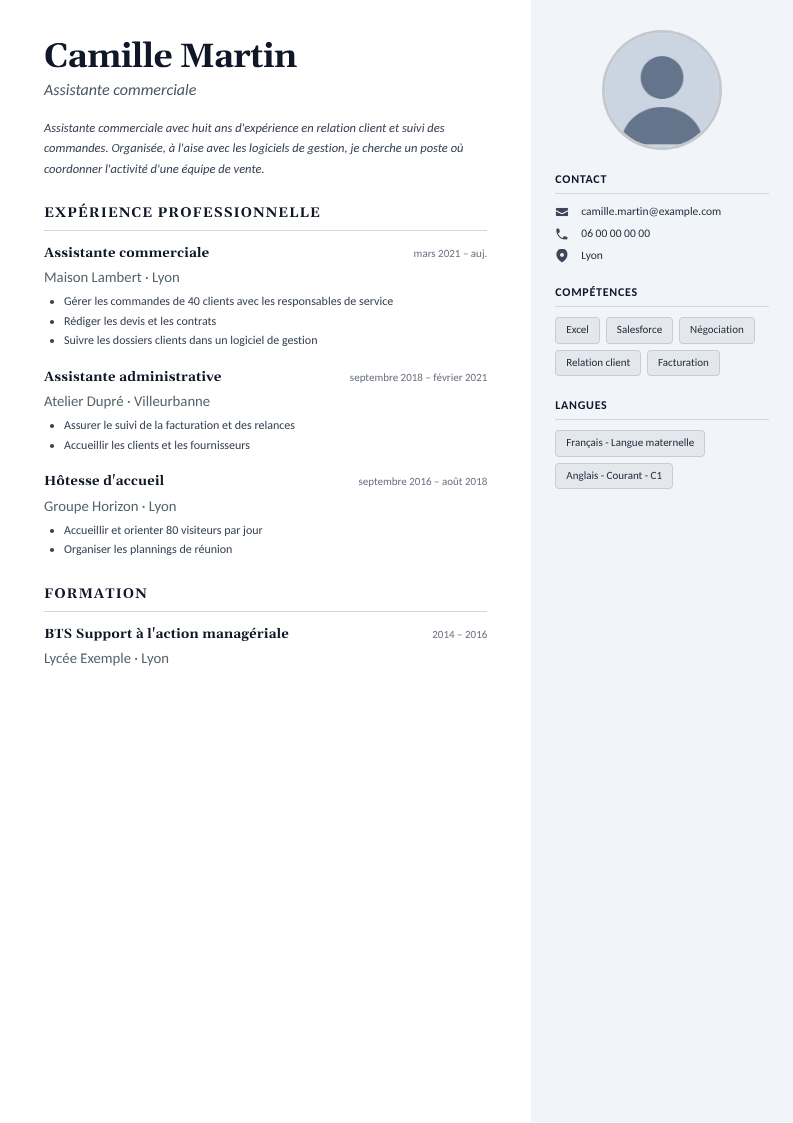 Camille Martin
Assistante commerciale
Assistante commerciale avec huit ans d'expérience en relation client et suivi des
commandes. Organisée, à l'aise avec les logiciels de gestion, je cherche un poste où
coordonner l'activité d'une équipe de vente.
EXPÉRIENCE PROFESSIONNELLE
Assistante commerciale mars 2021 – auj.
Maison Lambert · Lyon
• Gérer les commandes de 40 clients avec les responsables de service
• Rédiger les devis et les contrats
• Suivre les dossiers clients dans un logiciel de gestion
Assistante administrative septembre 2018 – février 2021
Atelier Dupré · Villeurbanne
• Assurer le suivi de la facturation et des relances
• Accueillir les clients et les fournisseurs
Hôtesse d'accueil septembre 2016 – août 2018
Groupe Horizon · Lyon
• Accueillir et orienter 80 visiteurs par jour
• Organiser les plannings de réunion
FORMATION
BTS Support à l'action managériale 2014 – 2016
Lycée Exemple · Lyon
CONTACT
camille.martin@example.com
06 00 00 00 00
Lyon
COMPÉTENCES
Excel Salesforce Négociation
Relation client Facturation
LANGUES
Français - Langue maternelle
Anglais - Courant - C1